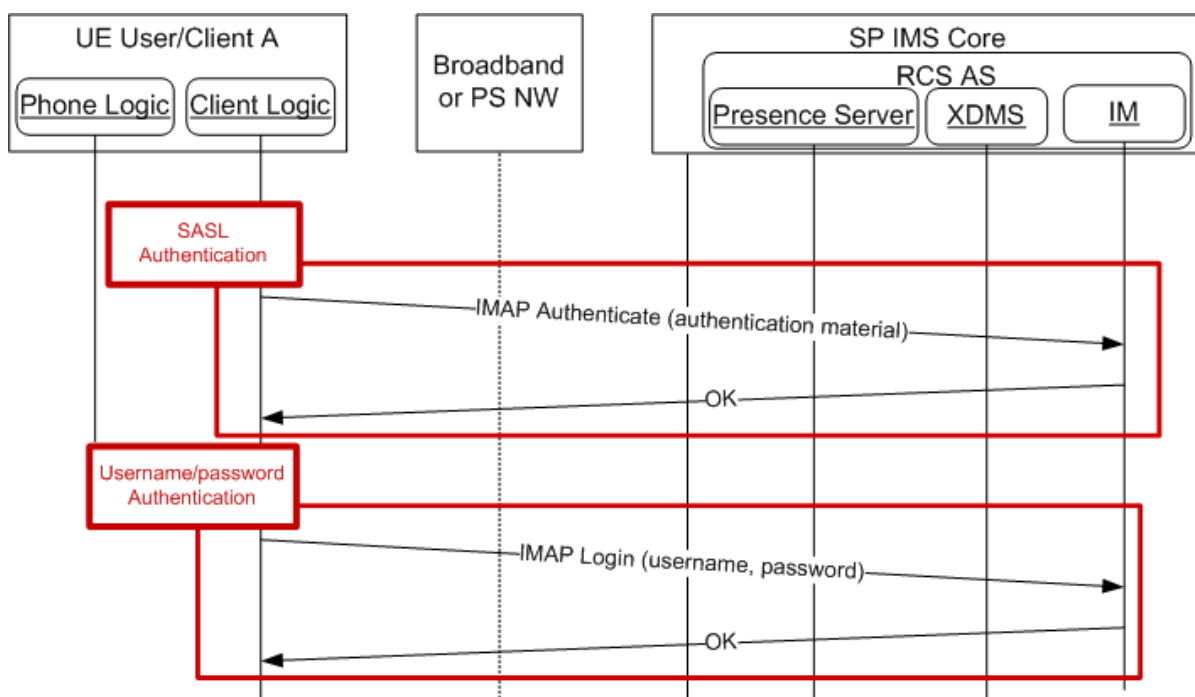 UE User/Client A
Phone Logic
Client Logic
Broadband
or PS NW
SP IMS Core
RCS AS
Presence Server
XDMS
IM
SASL
Authentication
IMAP Authenticate (authentication material)
OK
Username/password
Authentication
IMAP Login (username, password)
OK